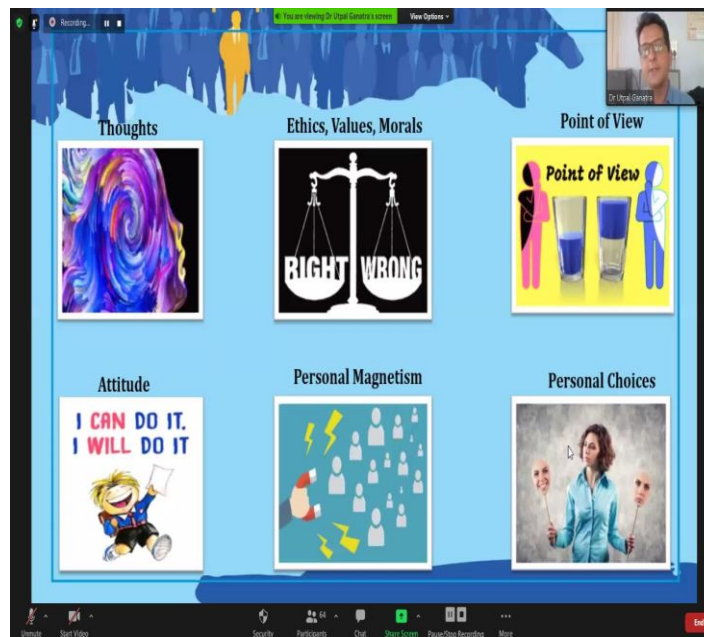 Recording...
You are viewing Dr Utpal Ganatra's screen
View Options
Dr Utpal Ganatra
Thoughts
Ethics, Values, Morals
Point of View
RIGHT WRONG
Point of View
Attitude
Personal Magnetism
Personal Choices
I CAN DO IT.
I WILL DO IT
64
Unmute
Start Video
Security
Participants
Chat
Share Screen
Pause/Stop Recording
More
End